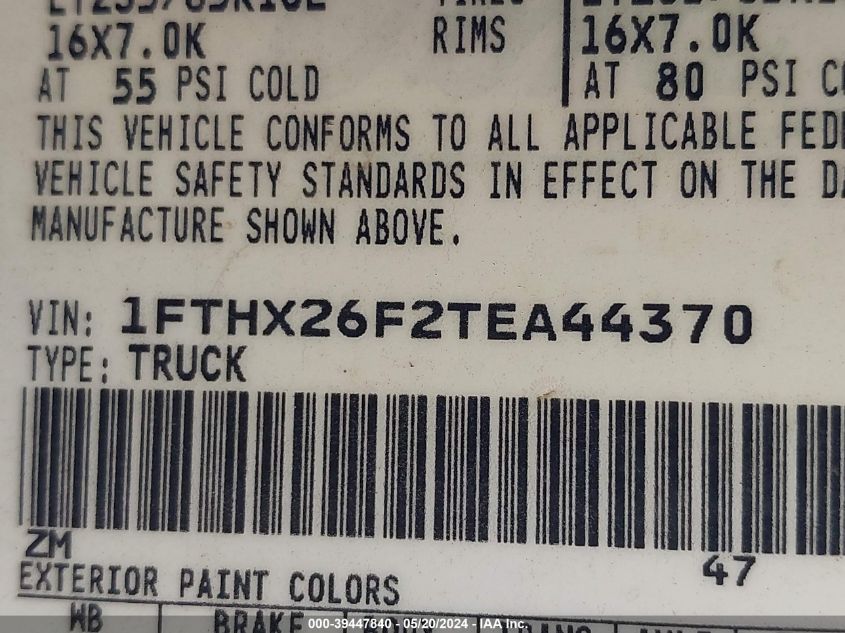 16X7.0K RIMS 16X7.0K
AT 55 PSI COLD AT 80 PSI
THIS VEHICLE CONFORMS TO ALL APPLICABLE
VEHICLE SAFETY STANDARDS IN EFFECT ON THE
MANUFACTURE SHOWN ABOVE.
VIN: 1FTHX26F2TEA44370
TYPE: TRUCK
ZM 47
EXTERIOR PAINT COLORS
WB BRAKE
000-39447840 - 05/20/2024 - IAA Inc.